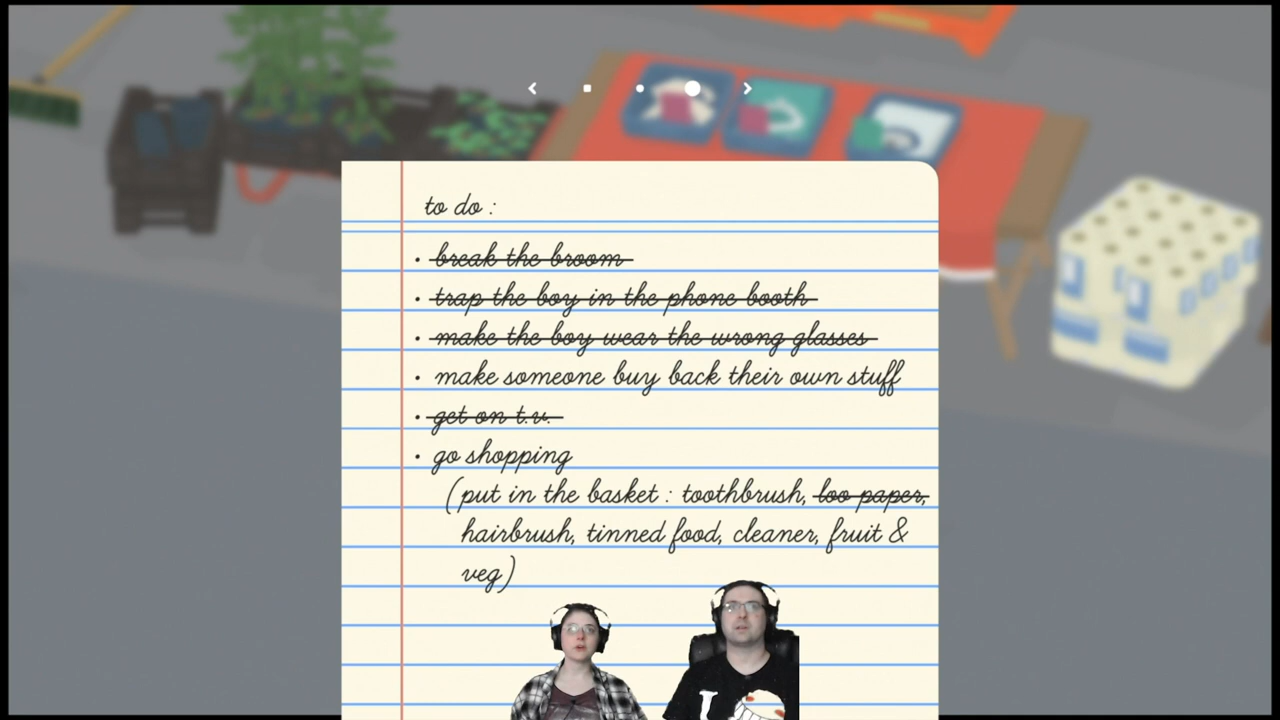 to do :
• break the broom
• trap the boy in the phone booth
• make the boy wear the wrong glasses
• make someone buy back their own stuff
• get on t.v.
• go shopping
(put in the basket : toothbrush, loo paper,
hairbrush, tinned food, cleaner, fruit &
veg)